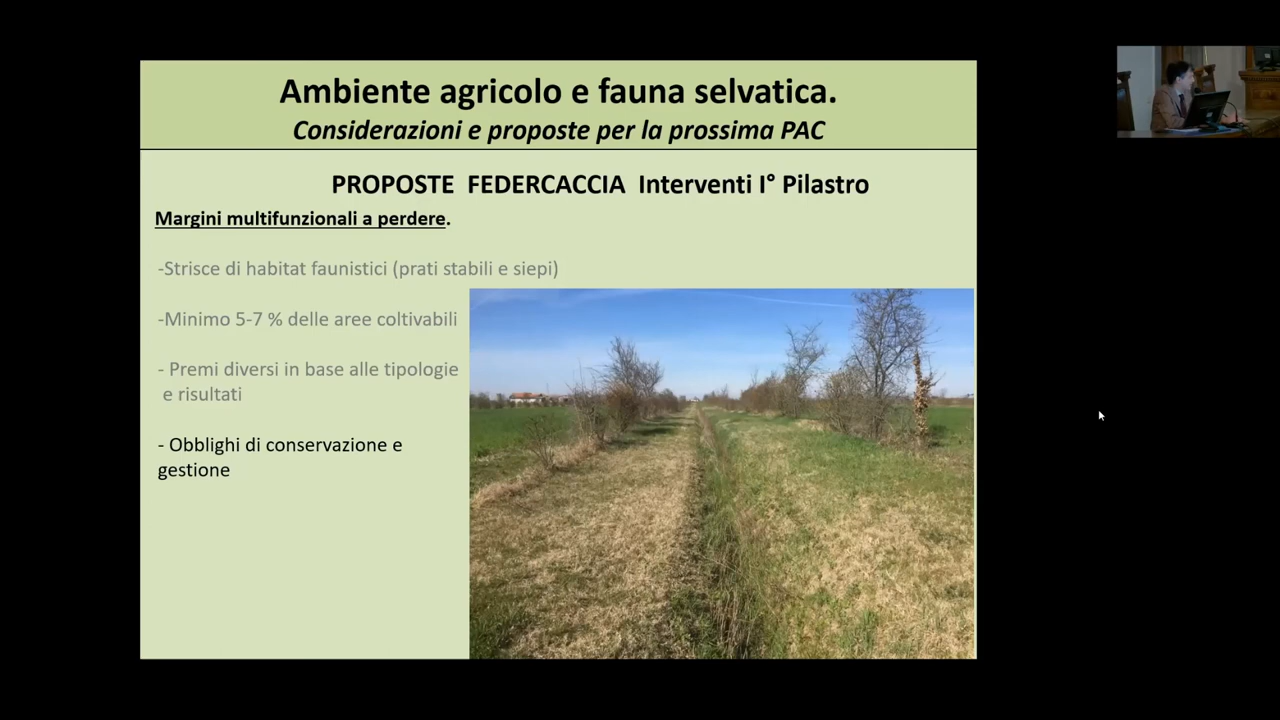 Ambiente agricolo e fauna selvatica.
Considerazioni e proposte per la prossima PAC
PROPOSTE FEDERCACCIA Interventi I° Pilastro
Margini multifunzionali a perdere.
-Strisce di habitat faunistici (prati stabili e siepi)
-Minimo 5-7 % delle aree coltivabili
- Premi diversi in base alle tipologie
e risultati
- Obblighi di conservazione e
gestione